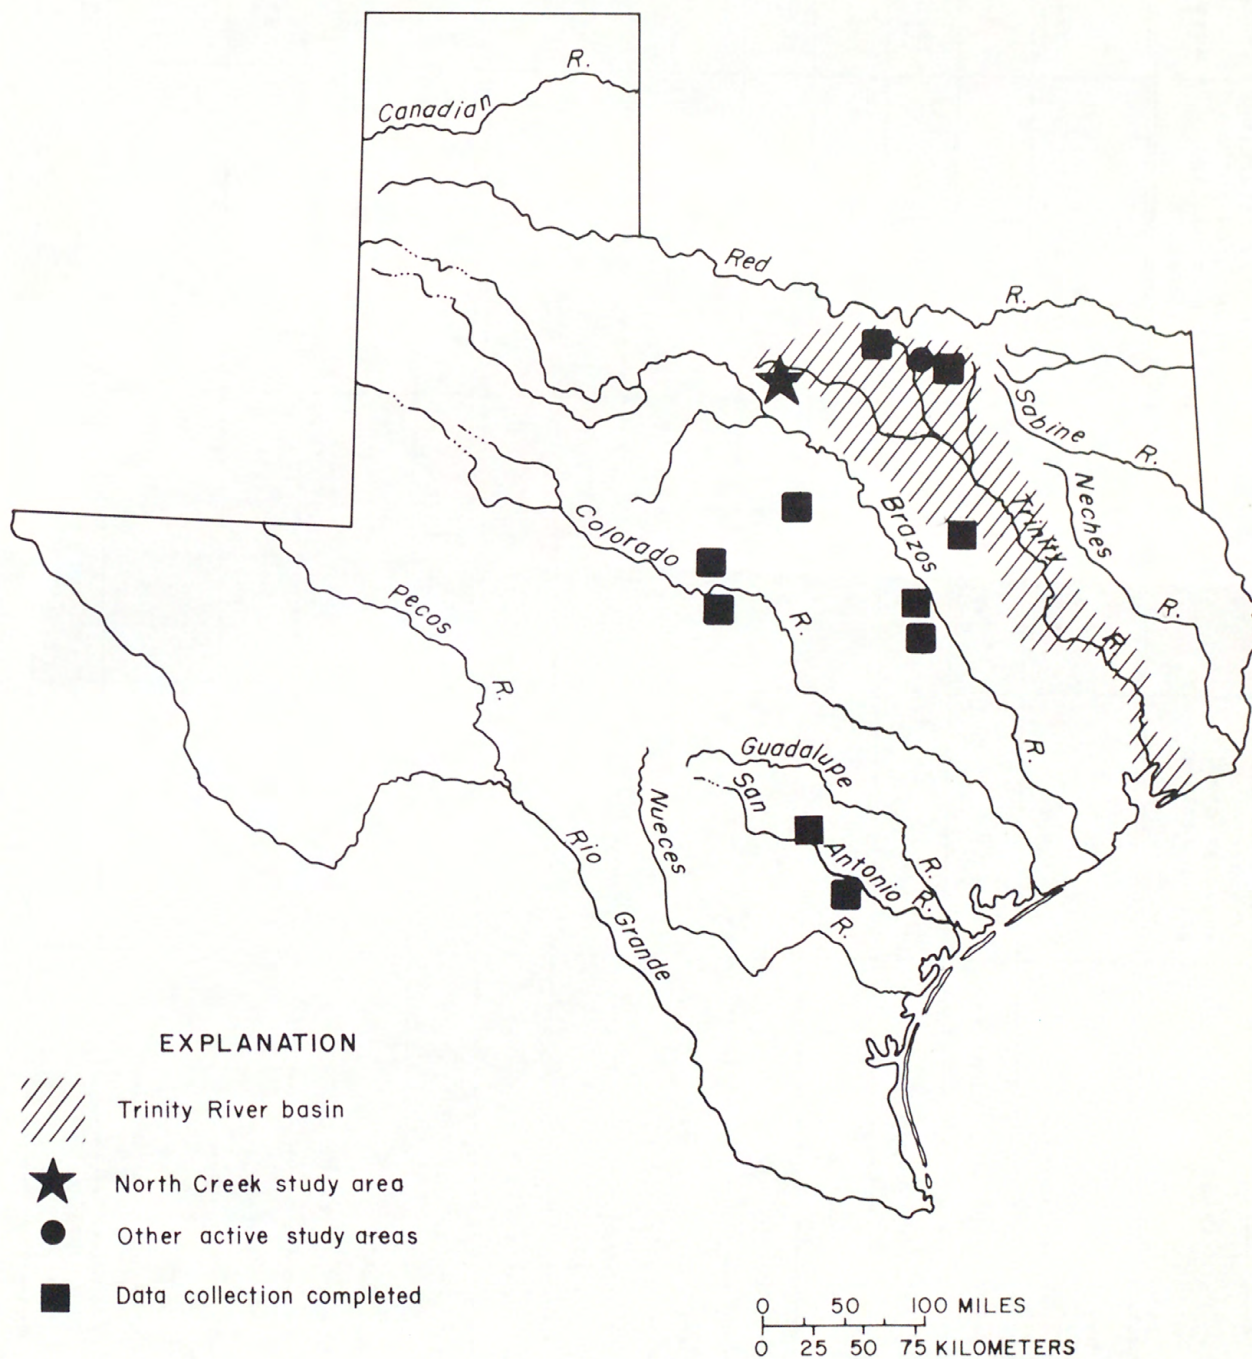 Canadian R.
Red R.
Sabine R.
Neches R.
Trinity R.
Brazos R.
Colorado R.
Pecos R.
Guadalupe R.
San Antonio R.
Nueces R.
Rio Grande
EXPLANATION
Trinity River basin
North Creek study area
Other active study areas
Data collection completed
0 50 100 MILES
0 25 50 75 KILOMETERS